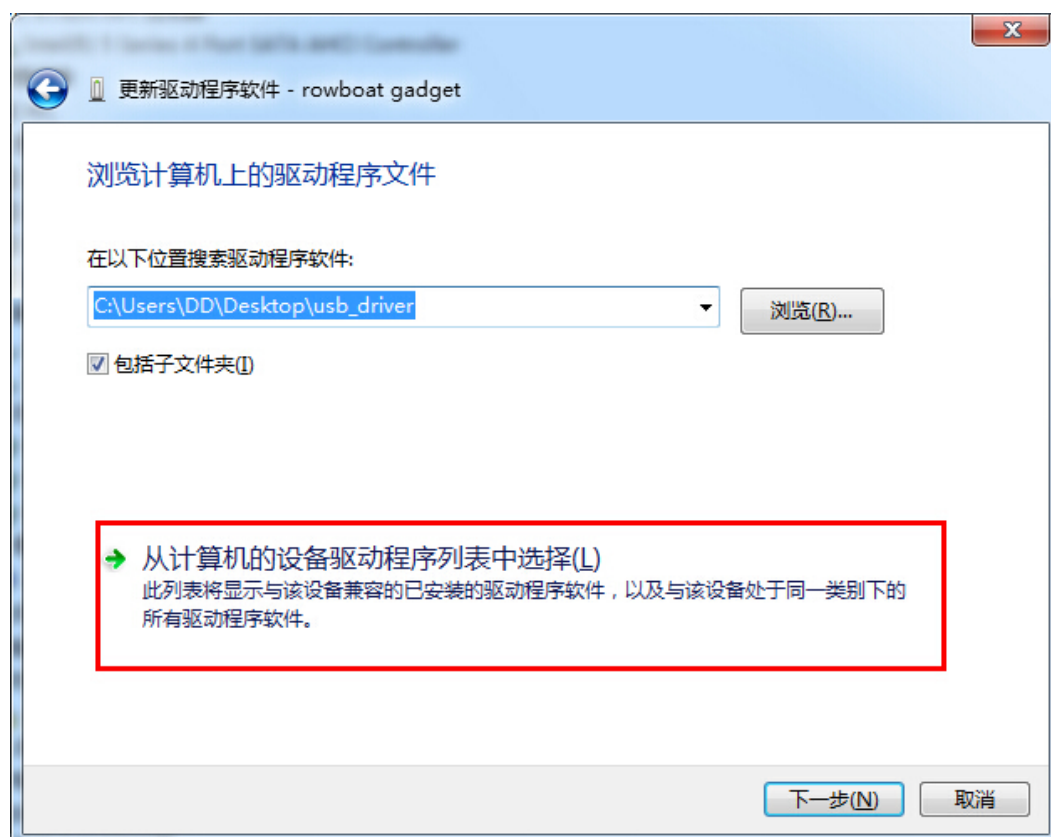 更新驱动程序软件 - rowboat gadget
浏览计算机上的驱动程序文件
在以下位置搜索驱动程序软件:
C:\Users\DD\Desktop\usb_driver
浏览(R)...
包括子文件夹(I)
从计算机的设备驱动程序列表中选择(L)
此列表将显示与该设备兼容的已安装的驱动程序软件，以及与该设备处于同一类别下的
所有驱动程序软件。
下一步(N)
取消